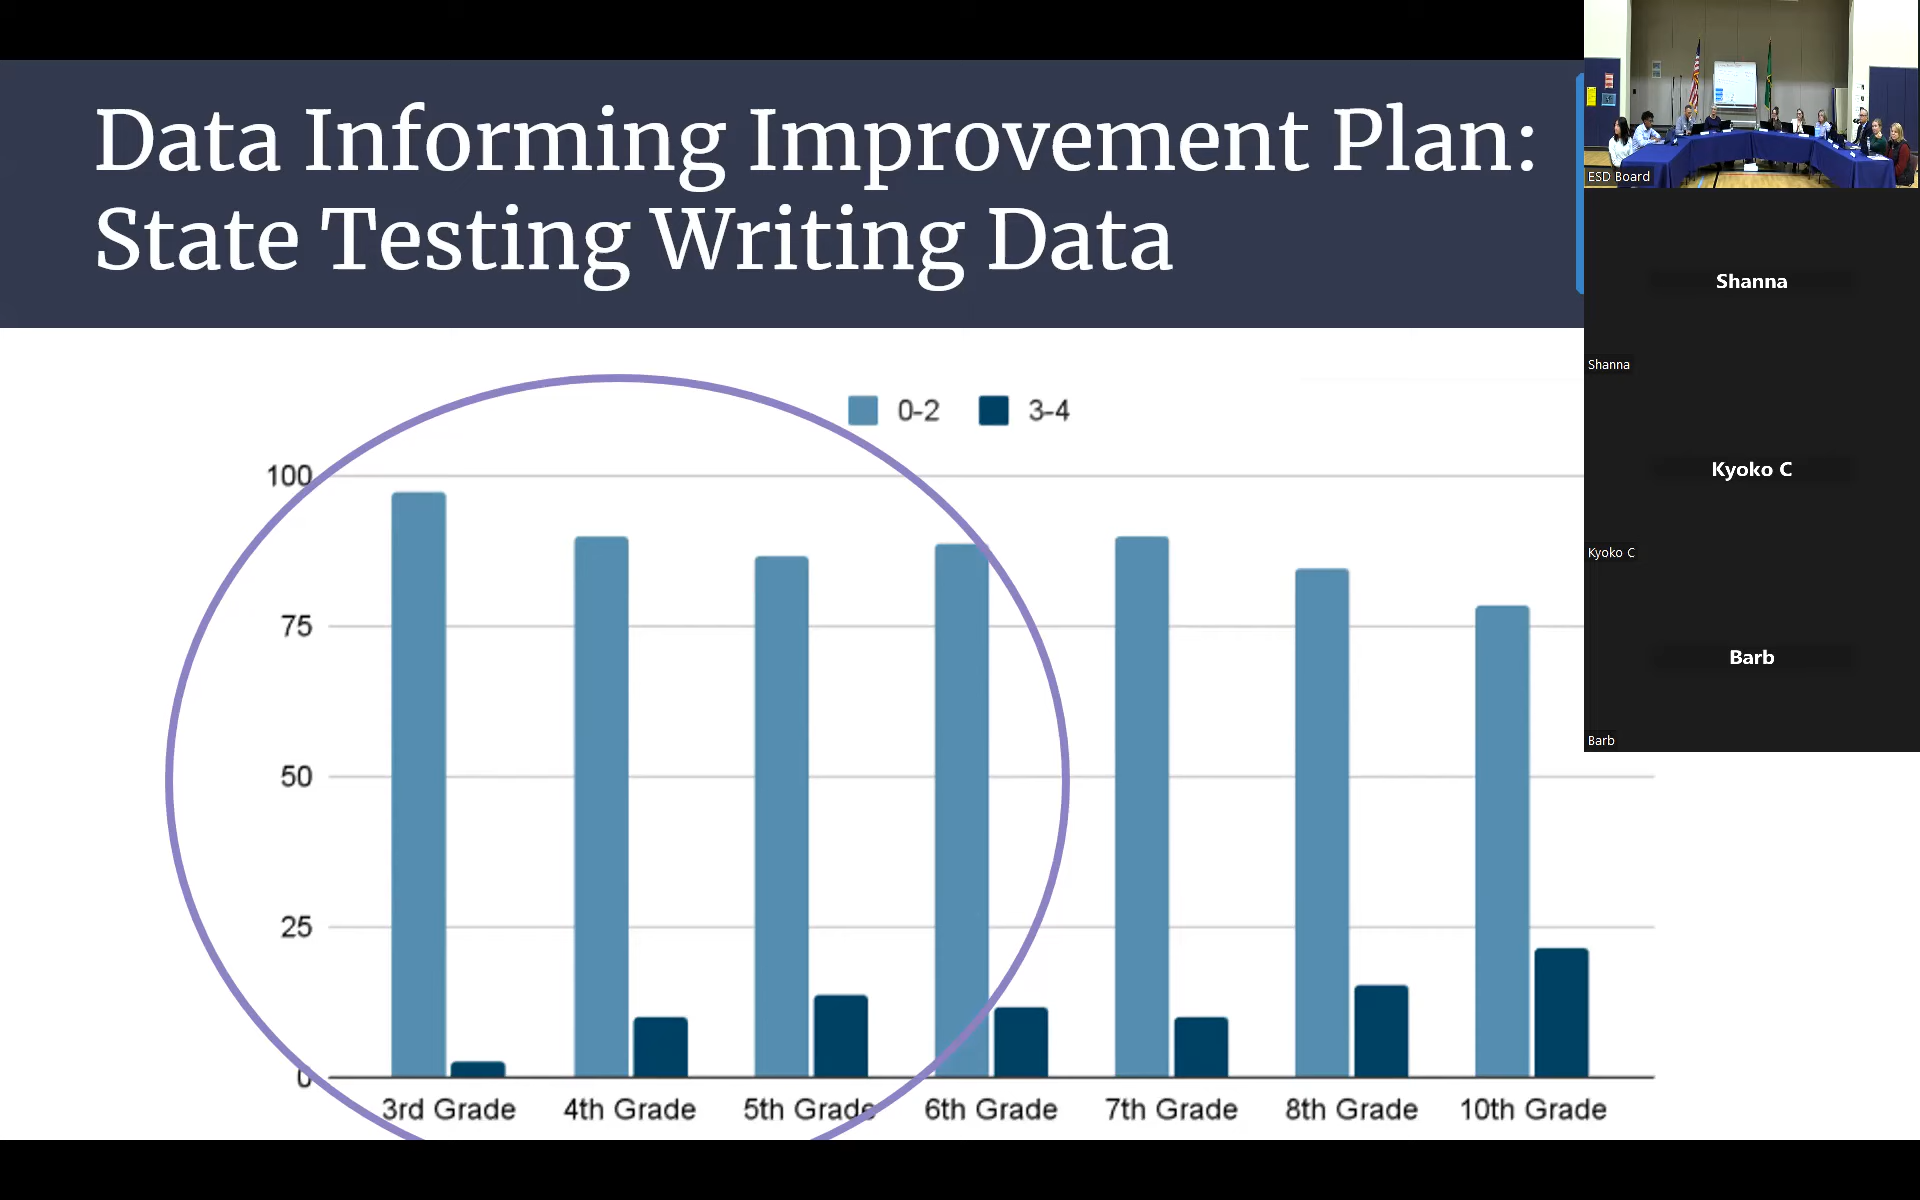 Data Informing Improvement Plan:
State Testing Writing Data
0-2
3-4
100
75
50
25
0
3rd Grade
4th Grade
5th Grade
6th Grade
7th Grade
8th Grade
10th Grade
ESD Board
Shanna
Shanna
Kyoko C
Kyoko C
Barb
Barb